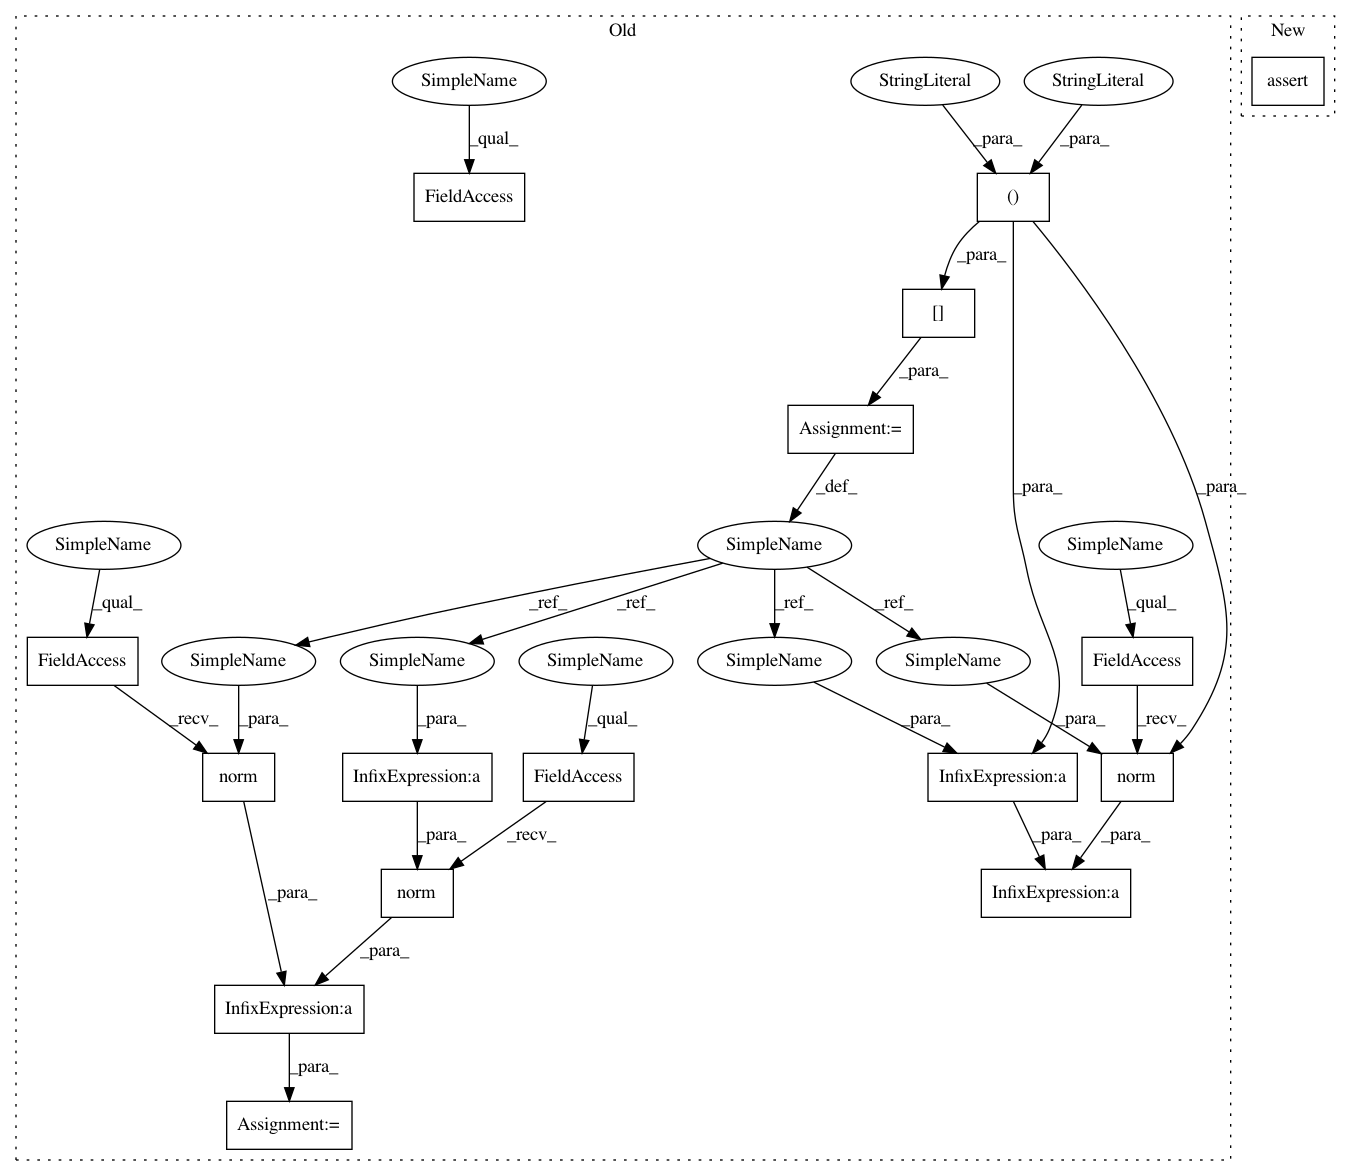 Old
New
SimpleName
StringLiteral
StringLiteral
assert
_qual_
_para_
_para_
FieldAccess
()
_para_
[]
_para_
Assignment:=
_para_
_para_
_def_
SimpleName
SimpleName
SimpleName
_qual_
_ref_
_ref_
_ref_
_ref_
_qual_
FieldAccess
SimpleName
SimpleName
SimpleName
SimpleName
SimpleName
FieldAccess
_recv_
_para_
_para_
_qual_
_para_
_para_
_recv_
norm
InfixExpression:a
FieldAccess
InfixExpression:a
norm
_para_
_recv_
_para_
_para_
_para_
norm
InfixExpression:a
_para_
InfixExpression:a
_para_
Assignment:=